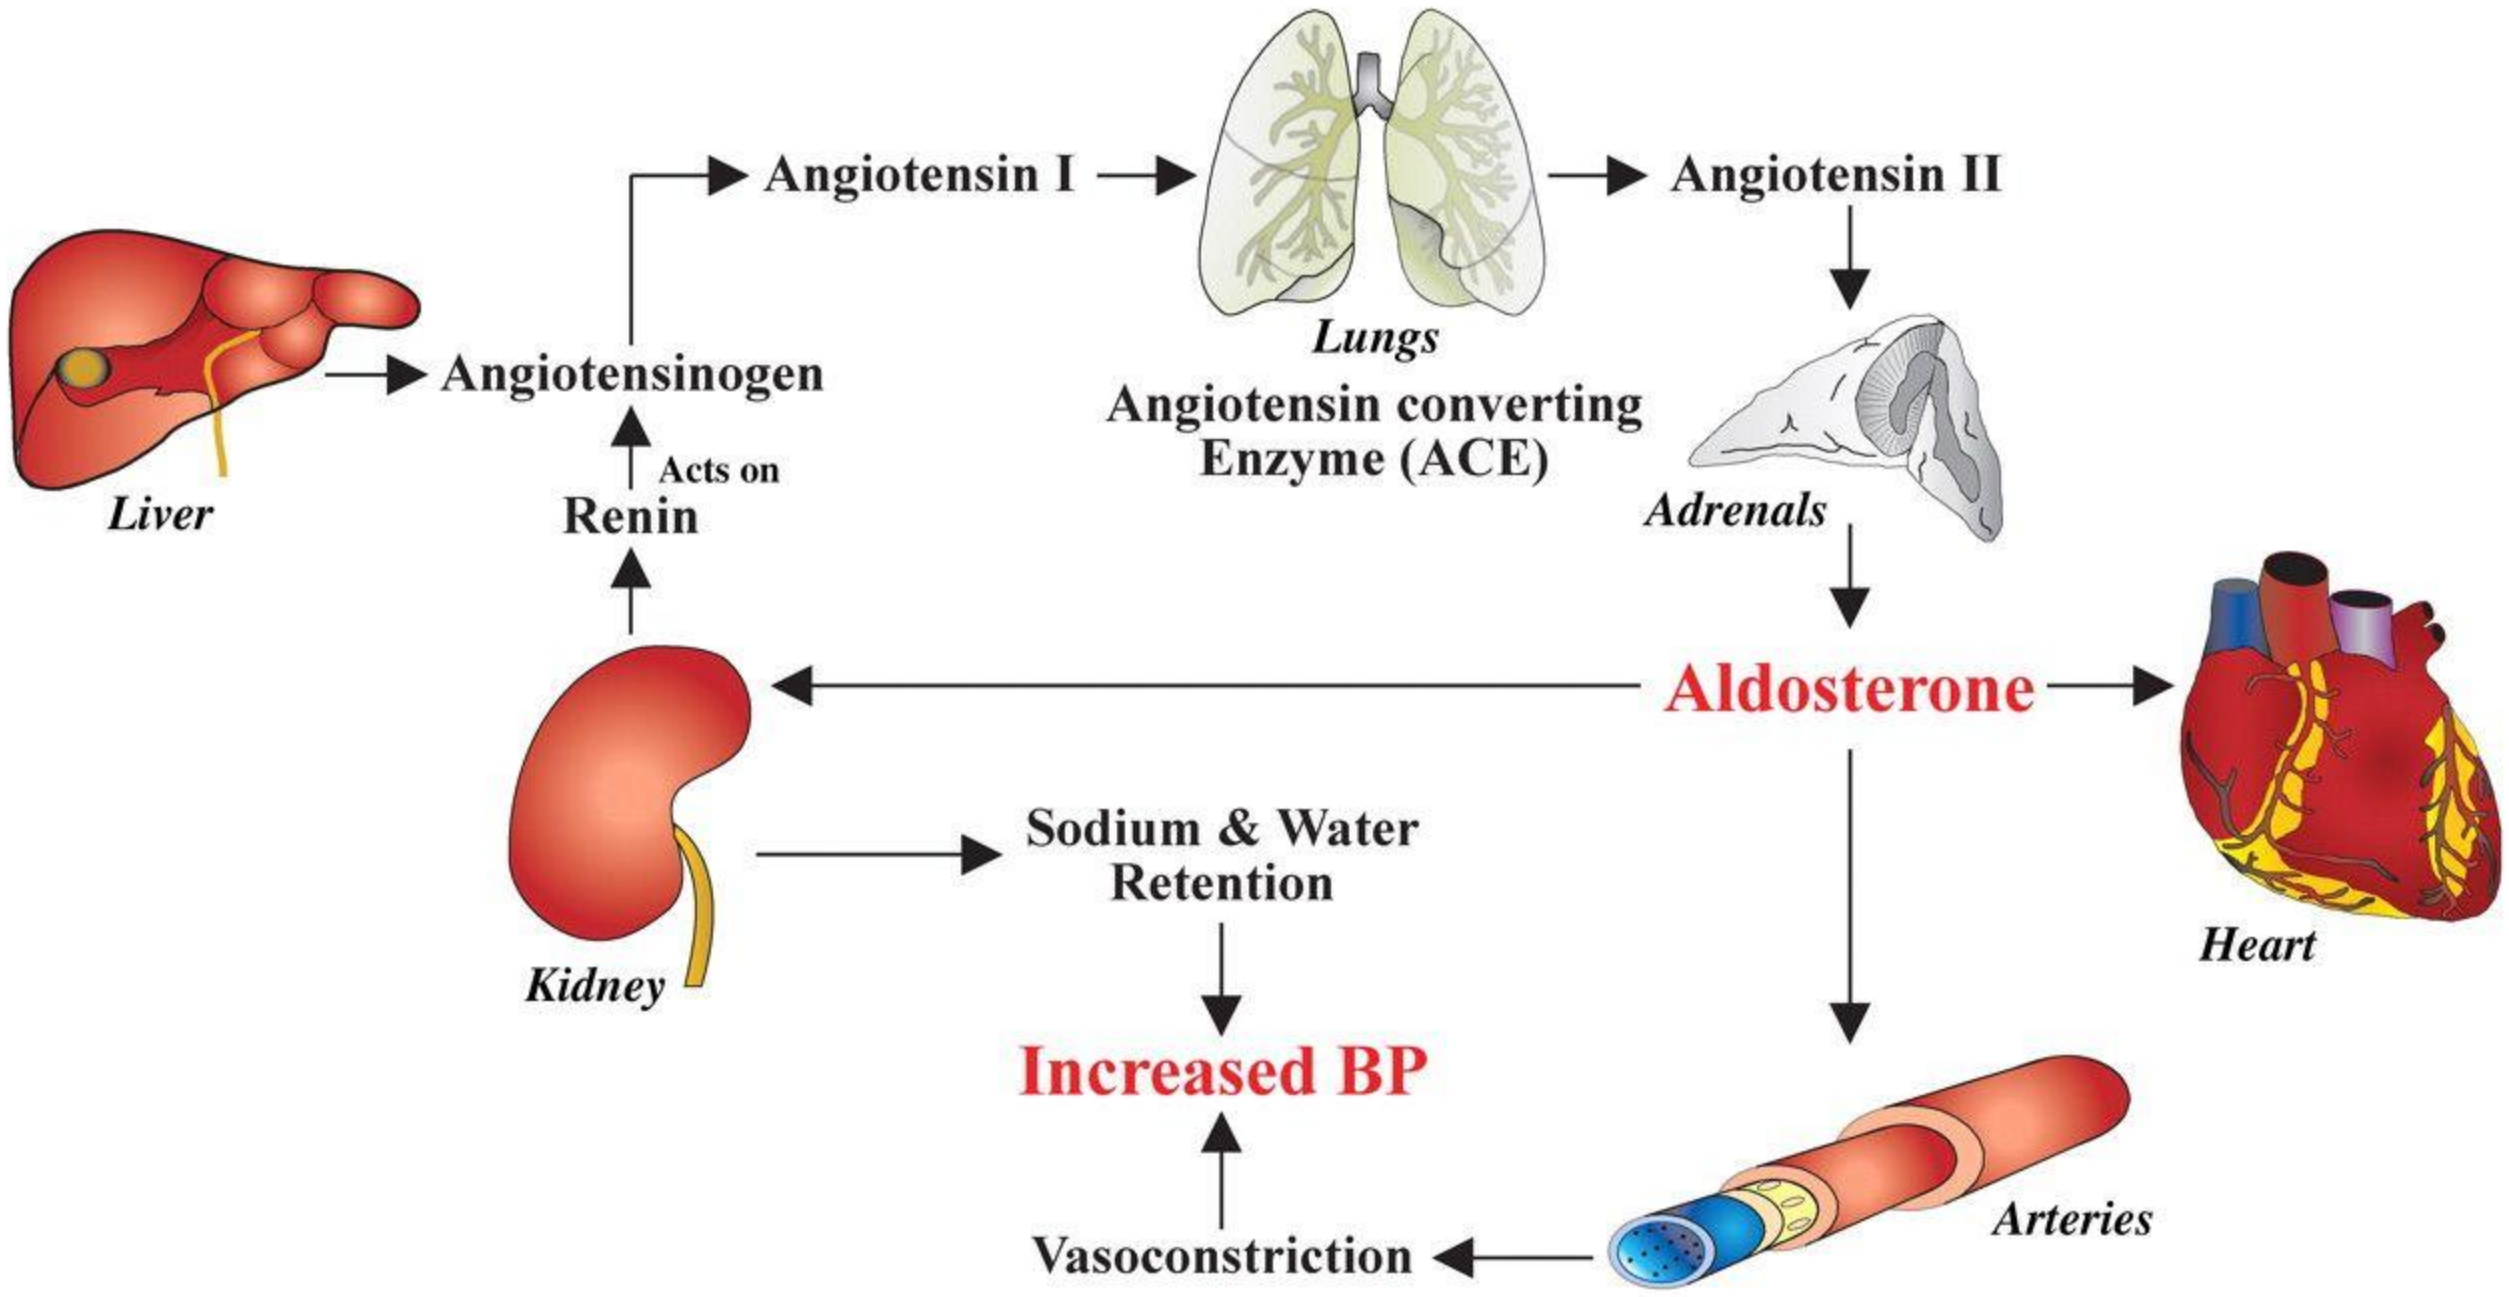 Angiotensin I
Angiotensin II
Lungs
Angiotensin converting
Enzyme (ACE)
Angiotensinogen
Acts on
Renin
Liver
Adrenals
Aldosterone
Sodium & Water
Retention
Kidney
Heart
Increased BP
Arteries
Vasoconstriction